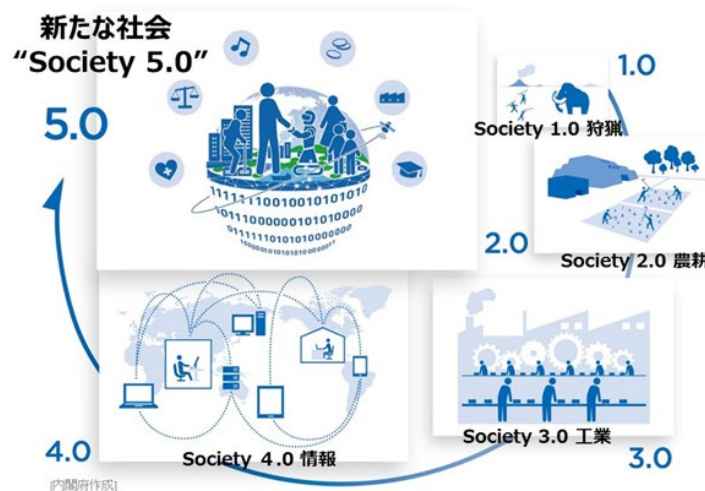 新たな社会
“Society 5.0”
5.0
1.0
Society 1.0 狩猟
2.0
Society 2.0 農耕
4.0
Society ４.0 情報
Society 3.0 工業
3.0
[内閣府作成]